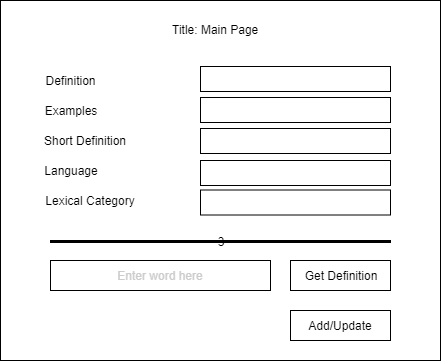 Title: Main Page
Definition
Examples
Short Definition
Language
Lexical Category
3
Enter word here
Get Definition
Add/Update